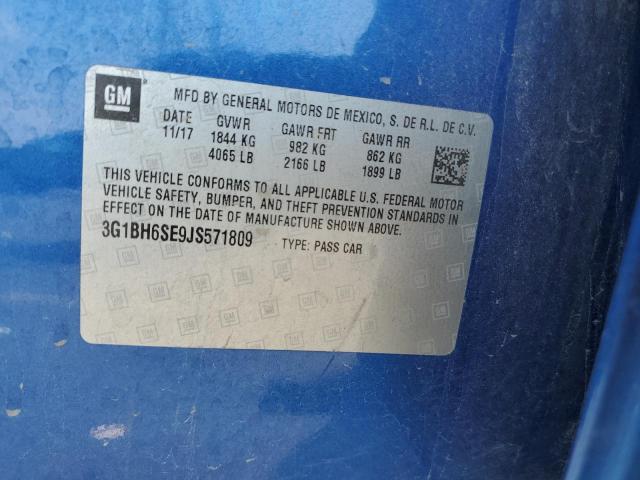 GM
MFD BY GENERAL MOTORS DE MEXICO, S. DE R.L. DE C.V.
DATE GVWR GAWR FRT GAWR RR
11/17 1844 KG 982 KG 862 KG
4065 LB 2166 LB 1899 LB
THIS VEHICLE CONFORMS TO ALL APPLICABLE U.S. FEDERAL MOTOR
VEHICLE SAFETY, BUMPER, AND THEFT PREVENTION STANDARDS IN
EFFECT ON THE DATE OF MANUFACTURE SHOWN ABOVE.
3G1BH6SE9JS571809 TYPE: PASS CAR